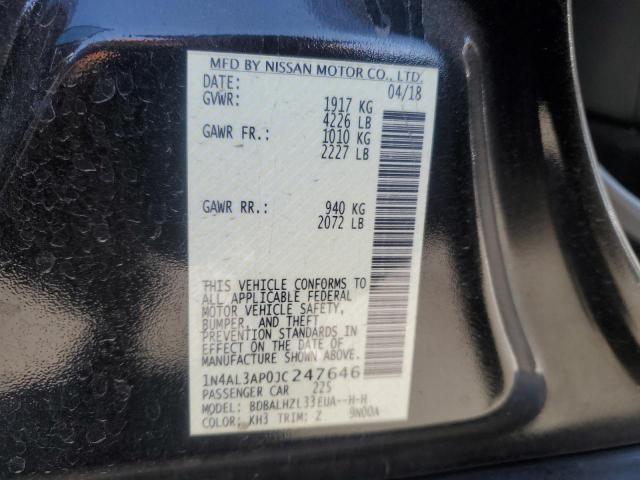 MFD BY NISSAN MOTOR CO., LTD.
DATE: 04/18
GVWR: 1917 KG
4226 LB
GAWR FR.: 1010 KG
2227 LB
GAWR RR.: 940 KG
2072 LB
THIS VEHICLE CONFORMS TO
ALL APPLICABLE FEDERAL
MOTOR VEHICLE SAFETY,
BUMPER, AND THEFT
PREVENTION STANDARDS IN
EFFECT ON THE DATE OF
MANUFACTURE SHOWN ABOVE.
1N4AL3AP0JC247646
PASSENGER CAR 225
MODEL: BDBALHZL33EUA--H-H
COLOR: KH3 TRIM: Z 9N00A